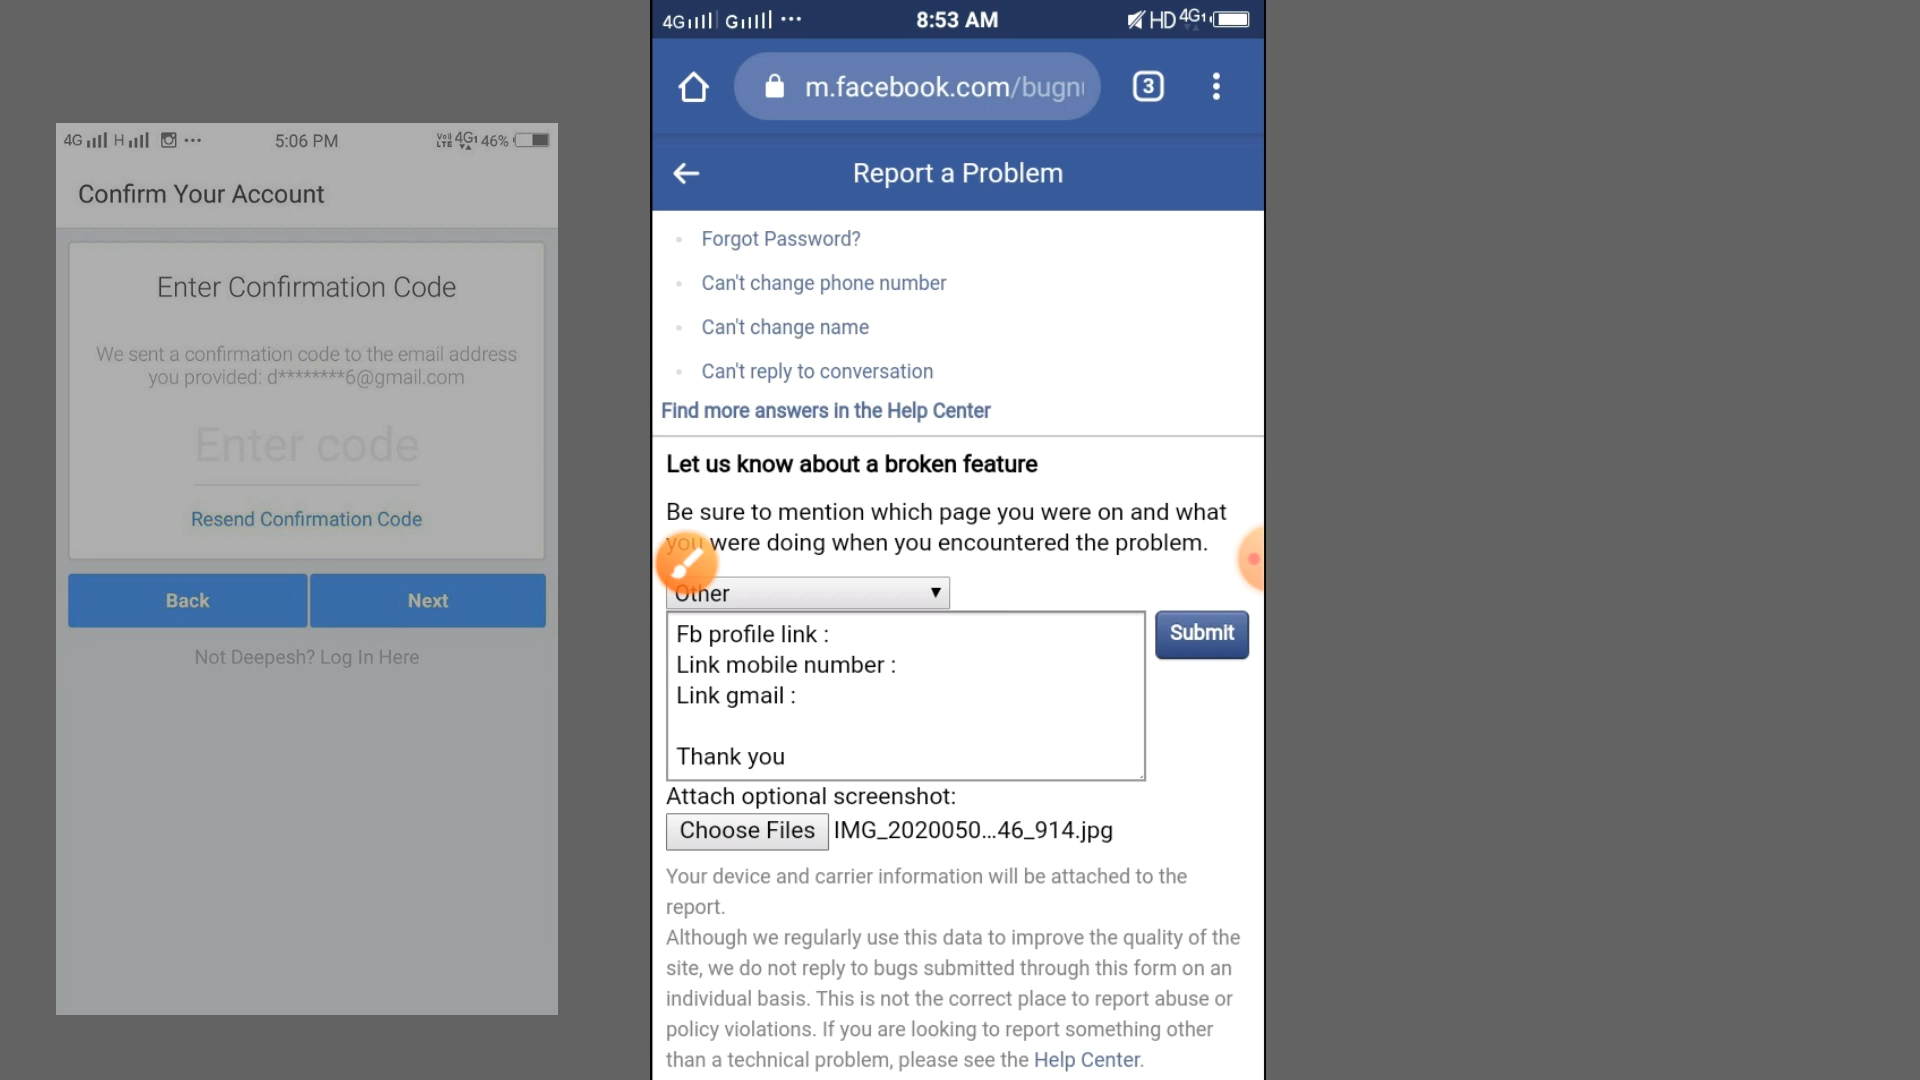 4G H 5:06 PM VoLTE 4G 46%
Confirm Your Account
Enter Confirmation Code
We sent a confirmation code to the email address
you provided: d********6@gmail.com
Enter code
Resend Confirmation Code
Back Next
Not Deepesh? Log In Here
4G G ... 8:53 AM HD 4G
m.facebook.com/bugnu 3
Report a Problem
Forgot Password?
Can't change phone number
Can't change name
Can't reply to conversation
Find more answers in the Help Center
Let us know about a broken feature
Be sure to mention which page you were on and what
you were doing when you encountered the problem.
Other
Fb profile link :
Link mobile number :
Link gmail :
Thank you
Submit
Attach optional screenshot:
Choose Files IMG_2020050...46_914.jpg
Your device and carrier information will be attached to the
report.
Although we regularly use this data to improve the quality of the
site, we do not reply to bugs submitted through this form on an
individual basis. This is not the correct place to report abuse or
policy violations. If you are looking to report something other
than a technical problem, please see the Help Center.